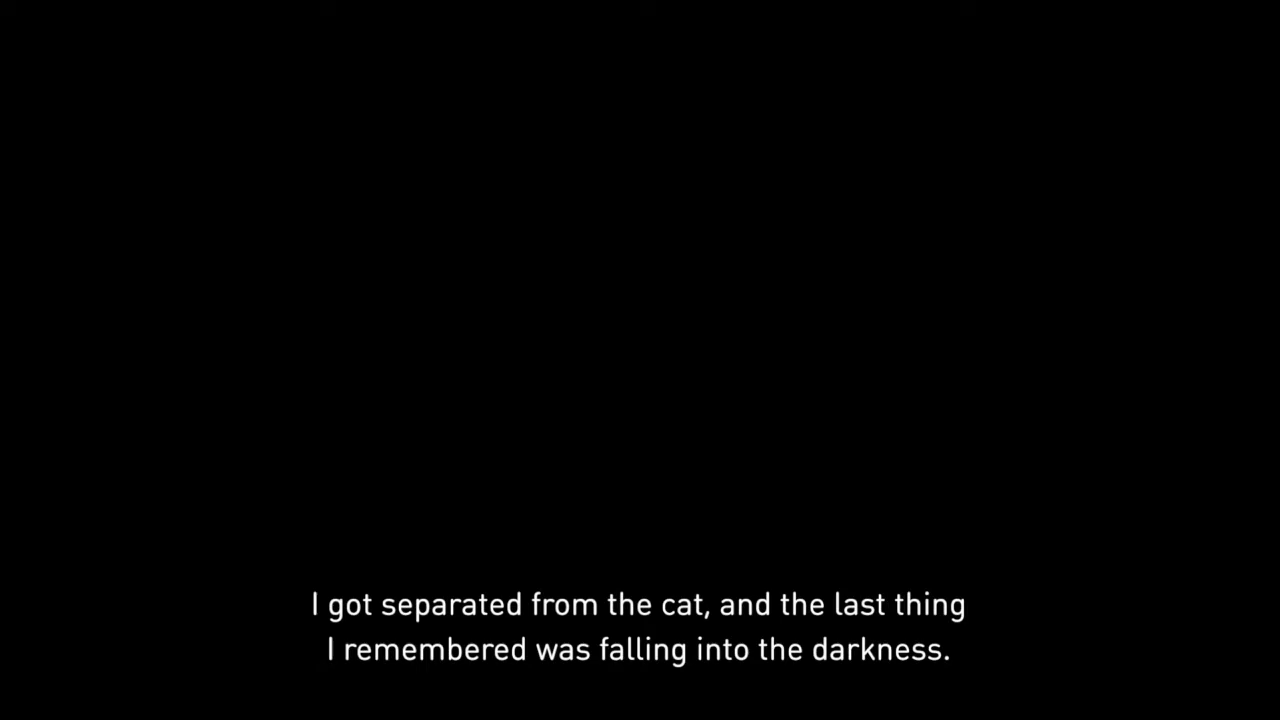 I got separated from the cat, and the last thing
I remembered was falling into the darkness.